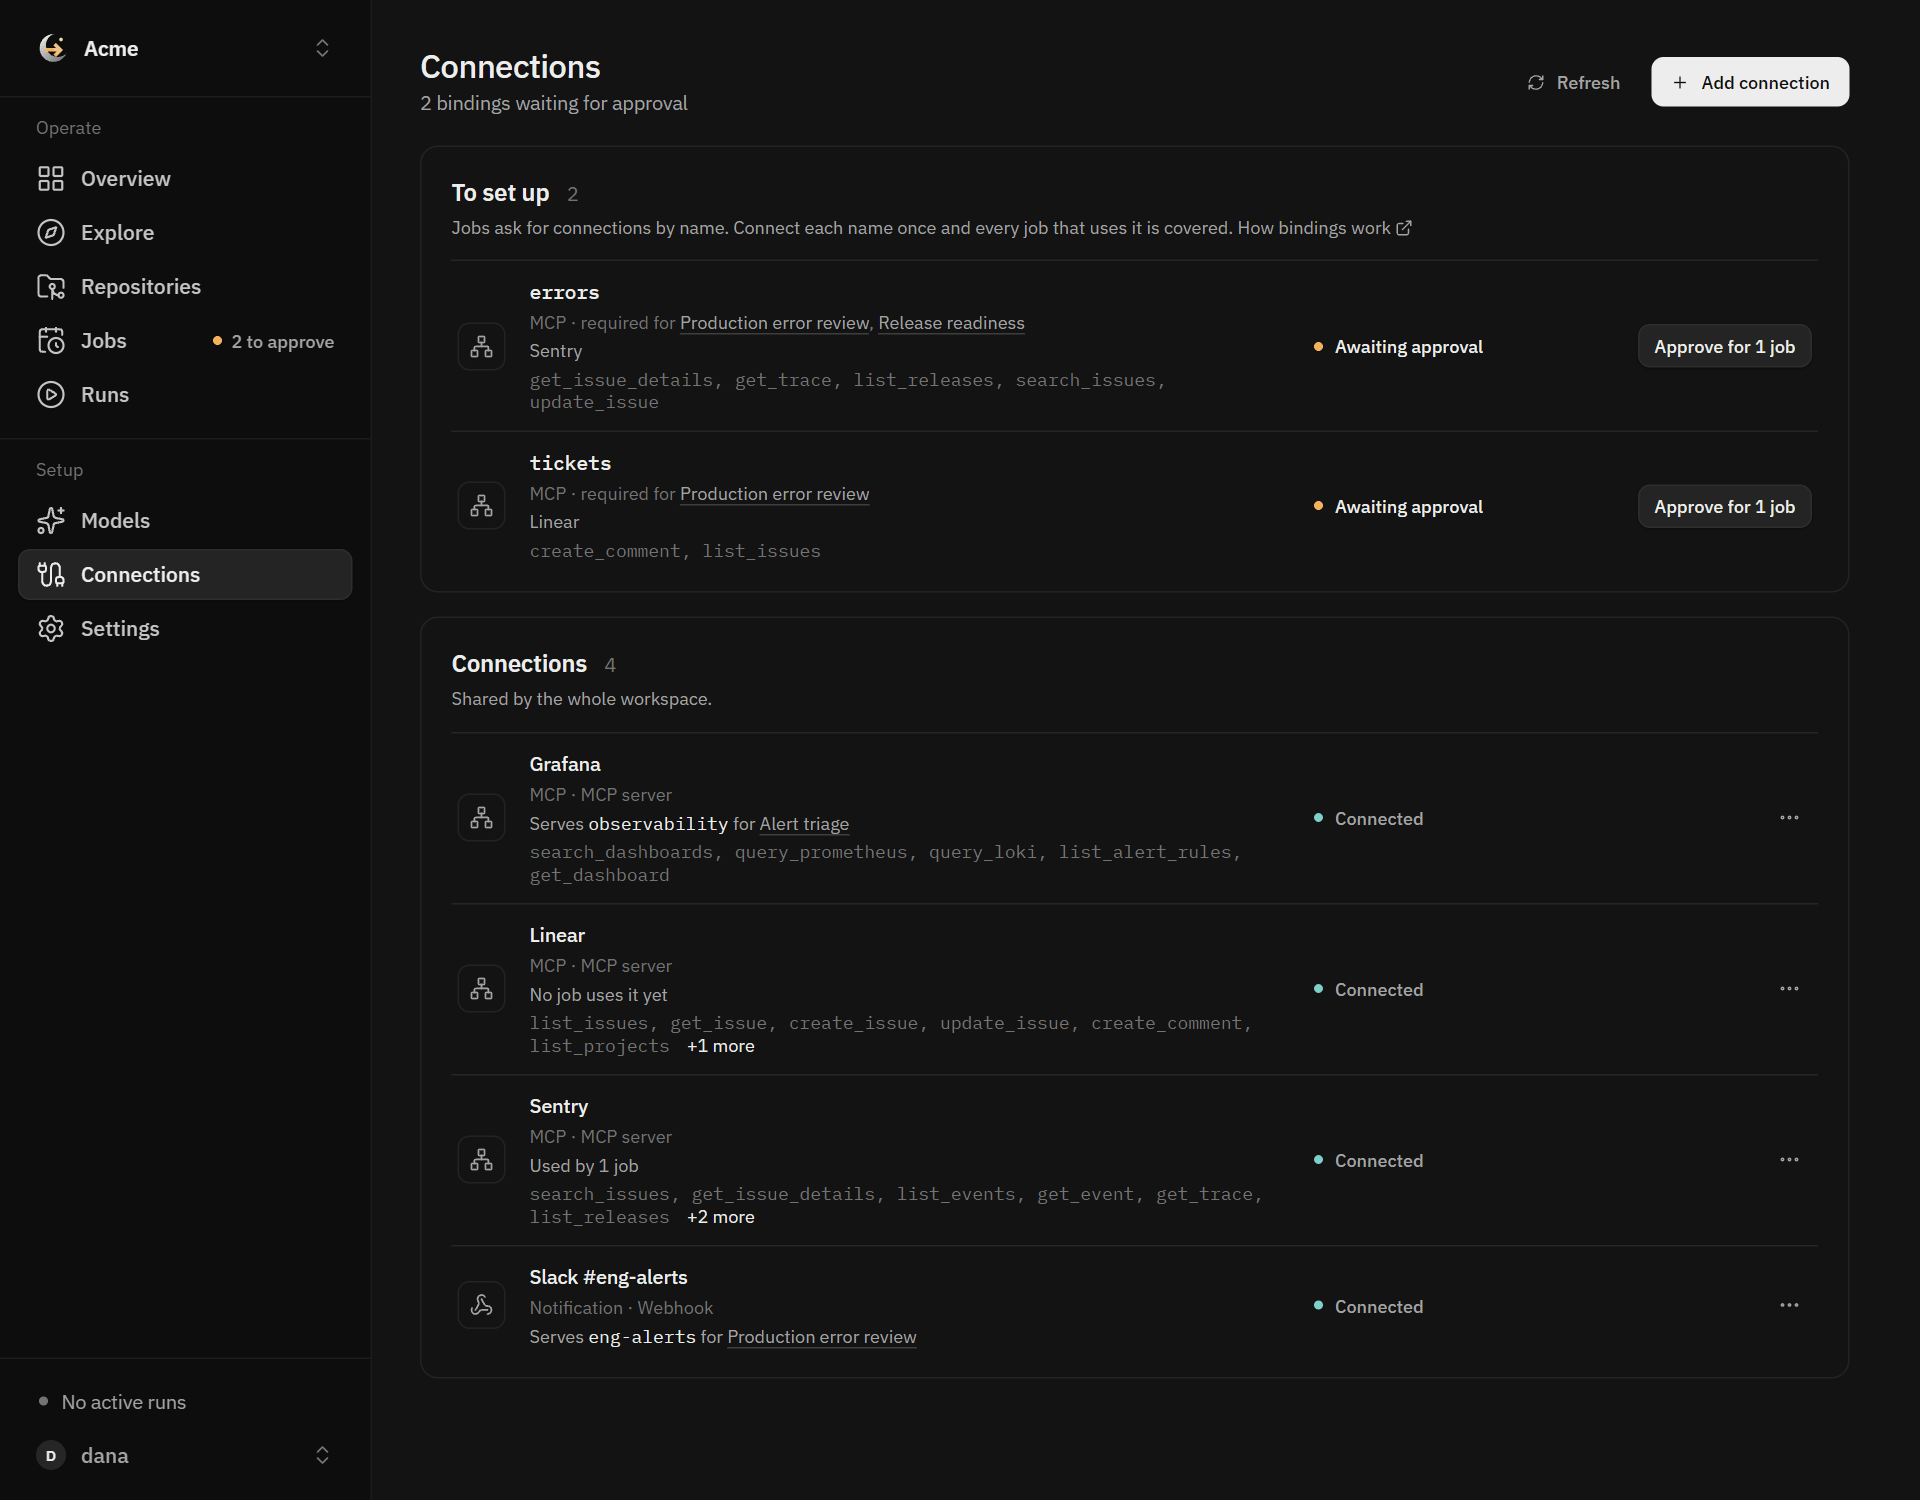 Acme
Operate
Overview
Explore
Repositories
Jobs
2 to approve
Runs
Setup
Models
Connections
Settings
No active runs
D
dana
Connections
2 bindings waiting for approval
Refresh
Add connection
To set up 2
Jobs ask for connections by name. Connect each name once and every job that uses it is covered. How bindings work
errors
MCP · required for Production error review, Release readiness
Sentry
get_issue_details, get_trace, list_releases, search_issues,
update_issue
Awaiting approval
Approve for 1 job
tickets
MCP · required for Production error review
Linear
create_comment, list_issues
Awaiting approval
Approve for 1 job
Connections 4
Shared by the whole workspace.
Grafana
MCP · MCP server
Serves observability for Alert triage
search_dashboards, query_prometheus, query_loki, list_alert_rules,
get_dashboard
Connected
Linear
MCP · MCP server
No job uses it yet
list_issues, get_issue, create_issue, update_issue, create_comment,
list_projects +1 more
Connected
Sentry
MCP · MCP server
Used by 1 job
search_issues, get_issue_details, list_events, get_event, get_trace,
list_releases +2 more
Connected
Slack #eng-alerts
Notification · Webhook
Serves eng-alerts for Production error review
Connected